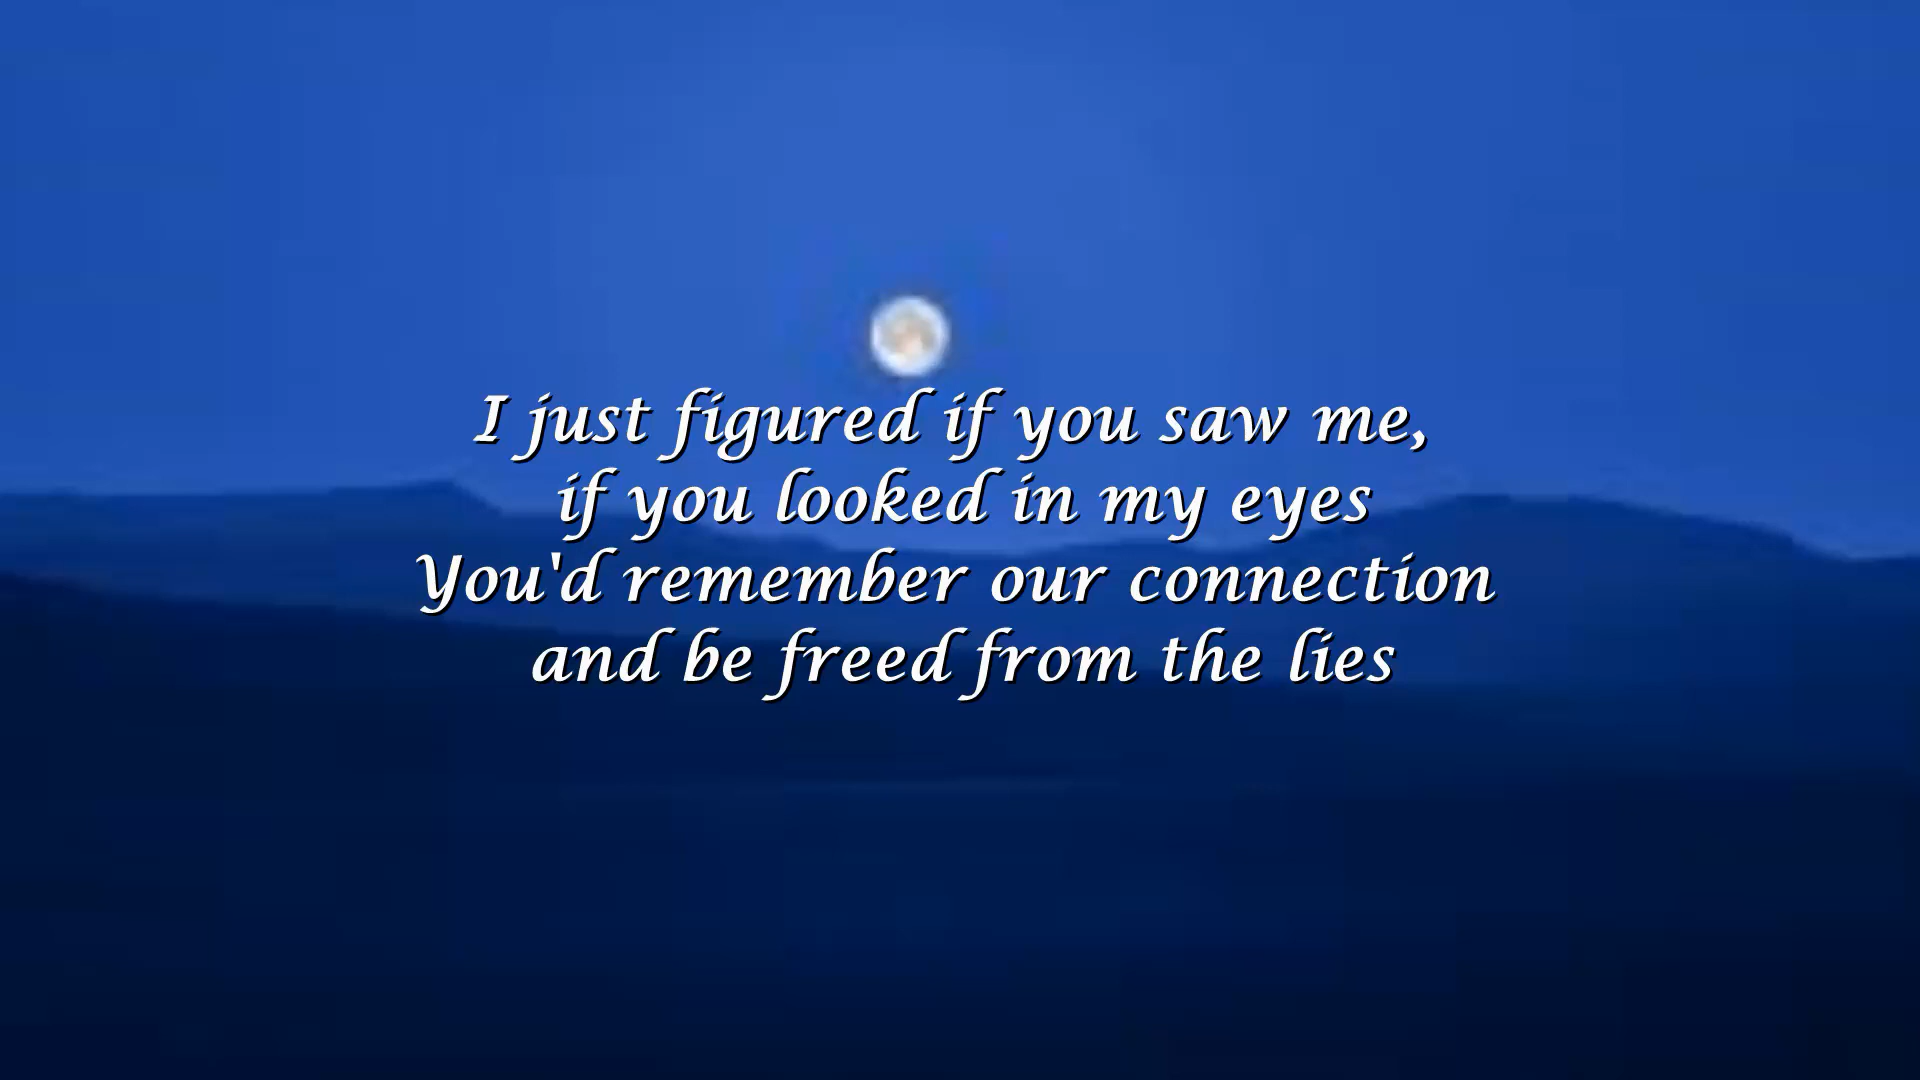 I just figured if you saw me,
if you looked in my eyes
You'd remember our connection
and be freed from the lies